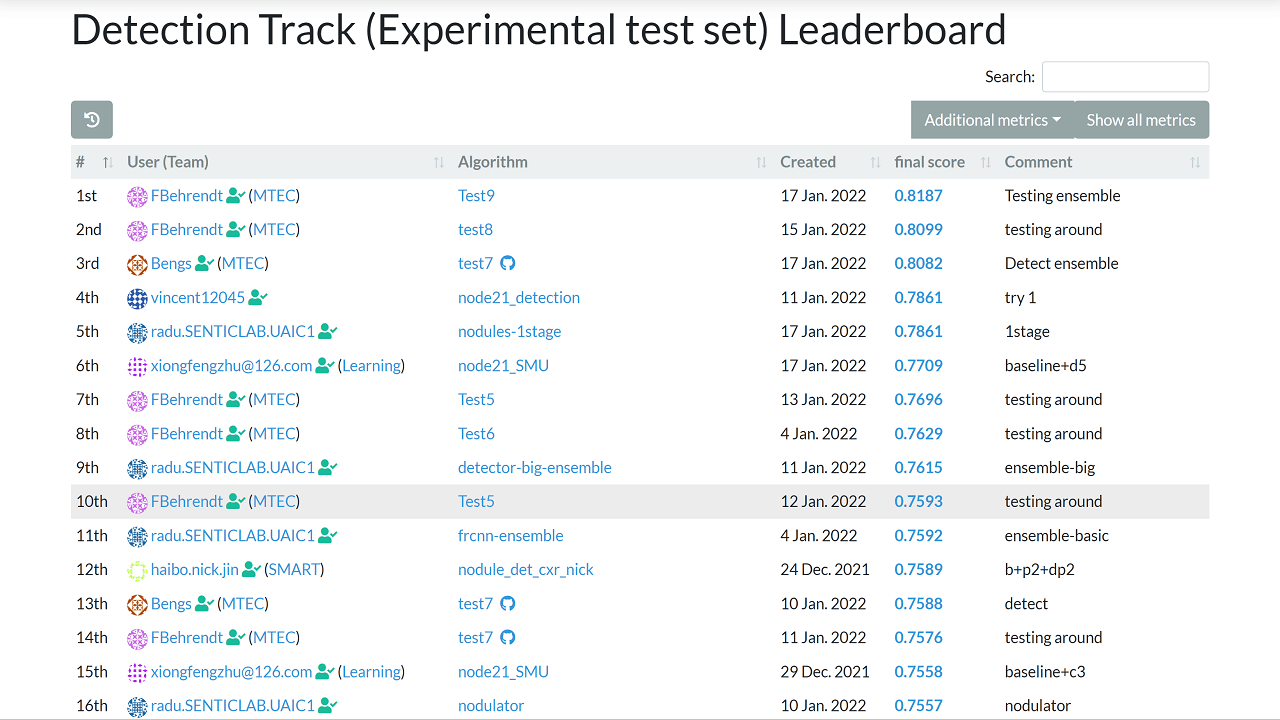 Detection Track (Experimental test set) Leaderboard
Search:
Additional metrics Show all metrics
# User (Team) Algorithm Created final score Comment
1st FBehrendt (MTEC) Test9 17 Jan. 2022 0.8187 Testing ensemble
2nd FBehrendt (MTEC) test8 15 Jan. 2022 0.8099 testing around
3rd Bengs (MTEC) test7 17 Jan. 2022 0.8082 Detect ensemble
4th vincent12045 node21_detection 11 Jan. 2022 0.7861 try 1
5th radu.SENTICLAB.UAIC1 nodules-1stage 17 Jan. 2022 0.7861 1stage
6th xiongfengzhu@126.com (Learning) node21_SMU 17 Jan. 2022 0.7709 baseline+d5
7th FBehrendt (MTEC) Test5 13 Jan. 2022 0.7696 testing around
8th FBehrendt (MTEC) Test6 4 Jan. 2022 0.7629 testing around
9th radu.SENTICLAB.UAIC1 detector-big-ensemble 11 Jan. 2022 0.7615 ensemble-big
10th FBehrendt (MTEC) Test5 12 Jan. 2022 0.7593 testing around
11th radu.SENTICLAB.UAIC1 frcnn-ensemble 4 Jan. 2022 0.7592 ensemble-basic
12th haibo.nick.jin (SMART) nodule_det_cxr_nick 24 Dec. 2021 0.7589 b+p2+dp2
13th Bengs (MTEC) test7 10 Jan. 2022 0.7588 detect
14th FBehrendt (MTEC) test7 11 Jan. 2022 0.7576 testing around
15th xiongfengzhu@126.com (Learning) node21_SMU 29 Dec. 2021 0.7558 baseline+c3
16th radu.SENTICLAB.UAIC1 nodulator 10 Jan. 2022 0.7557 nodulator